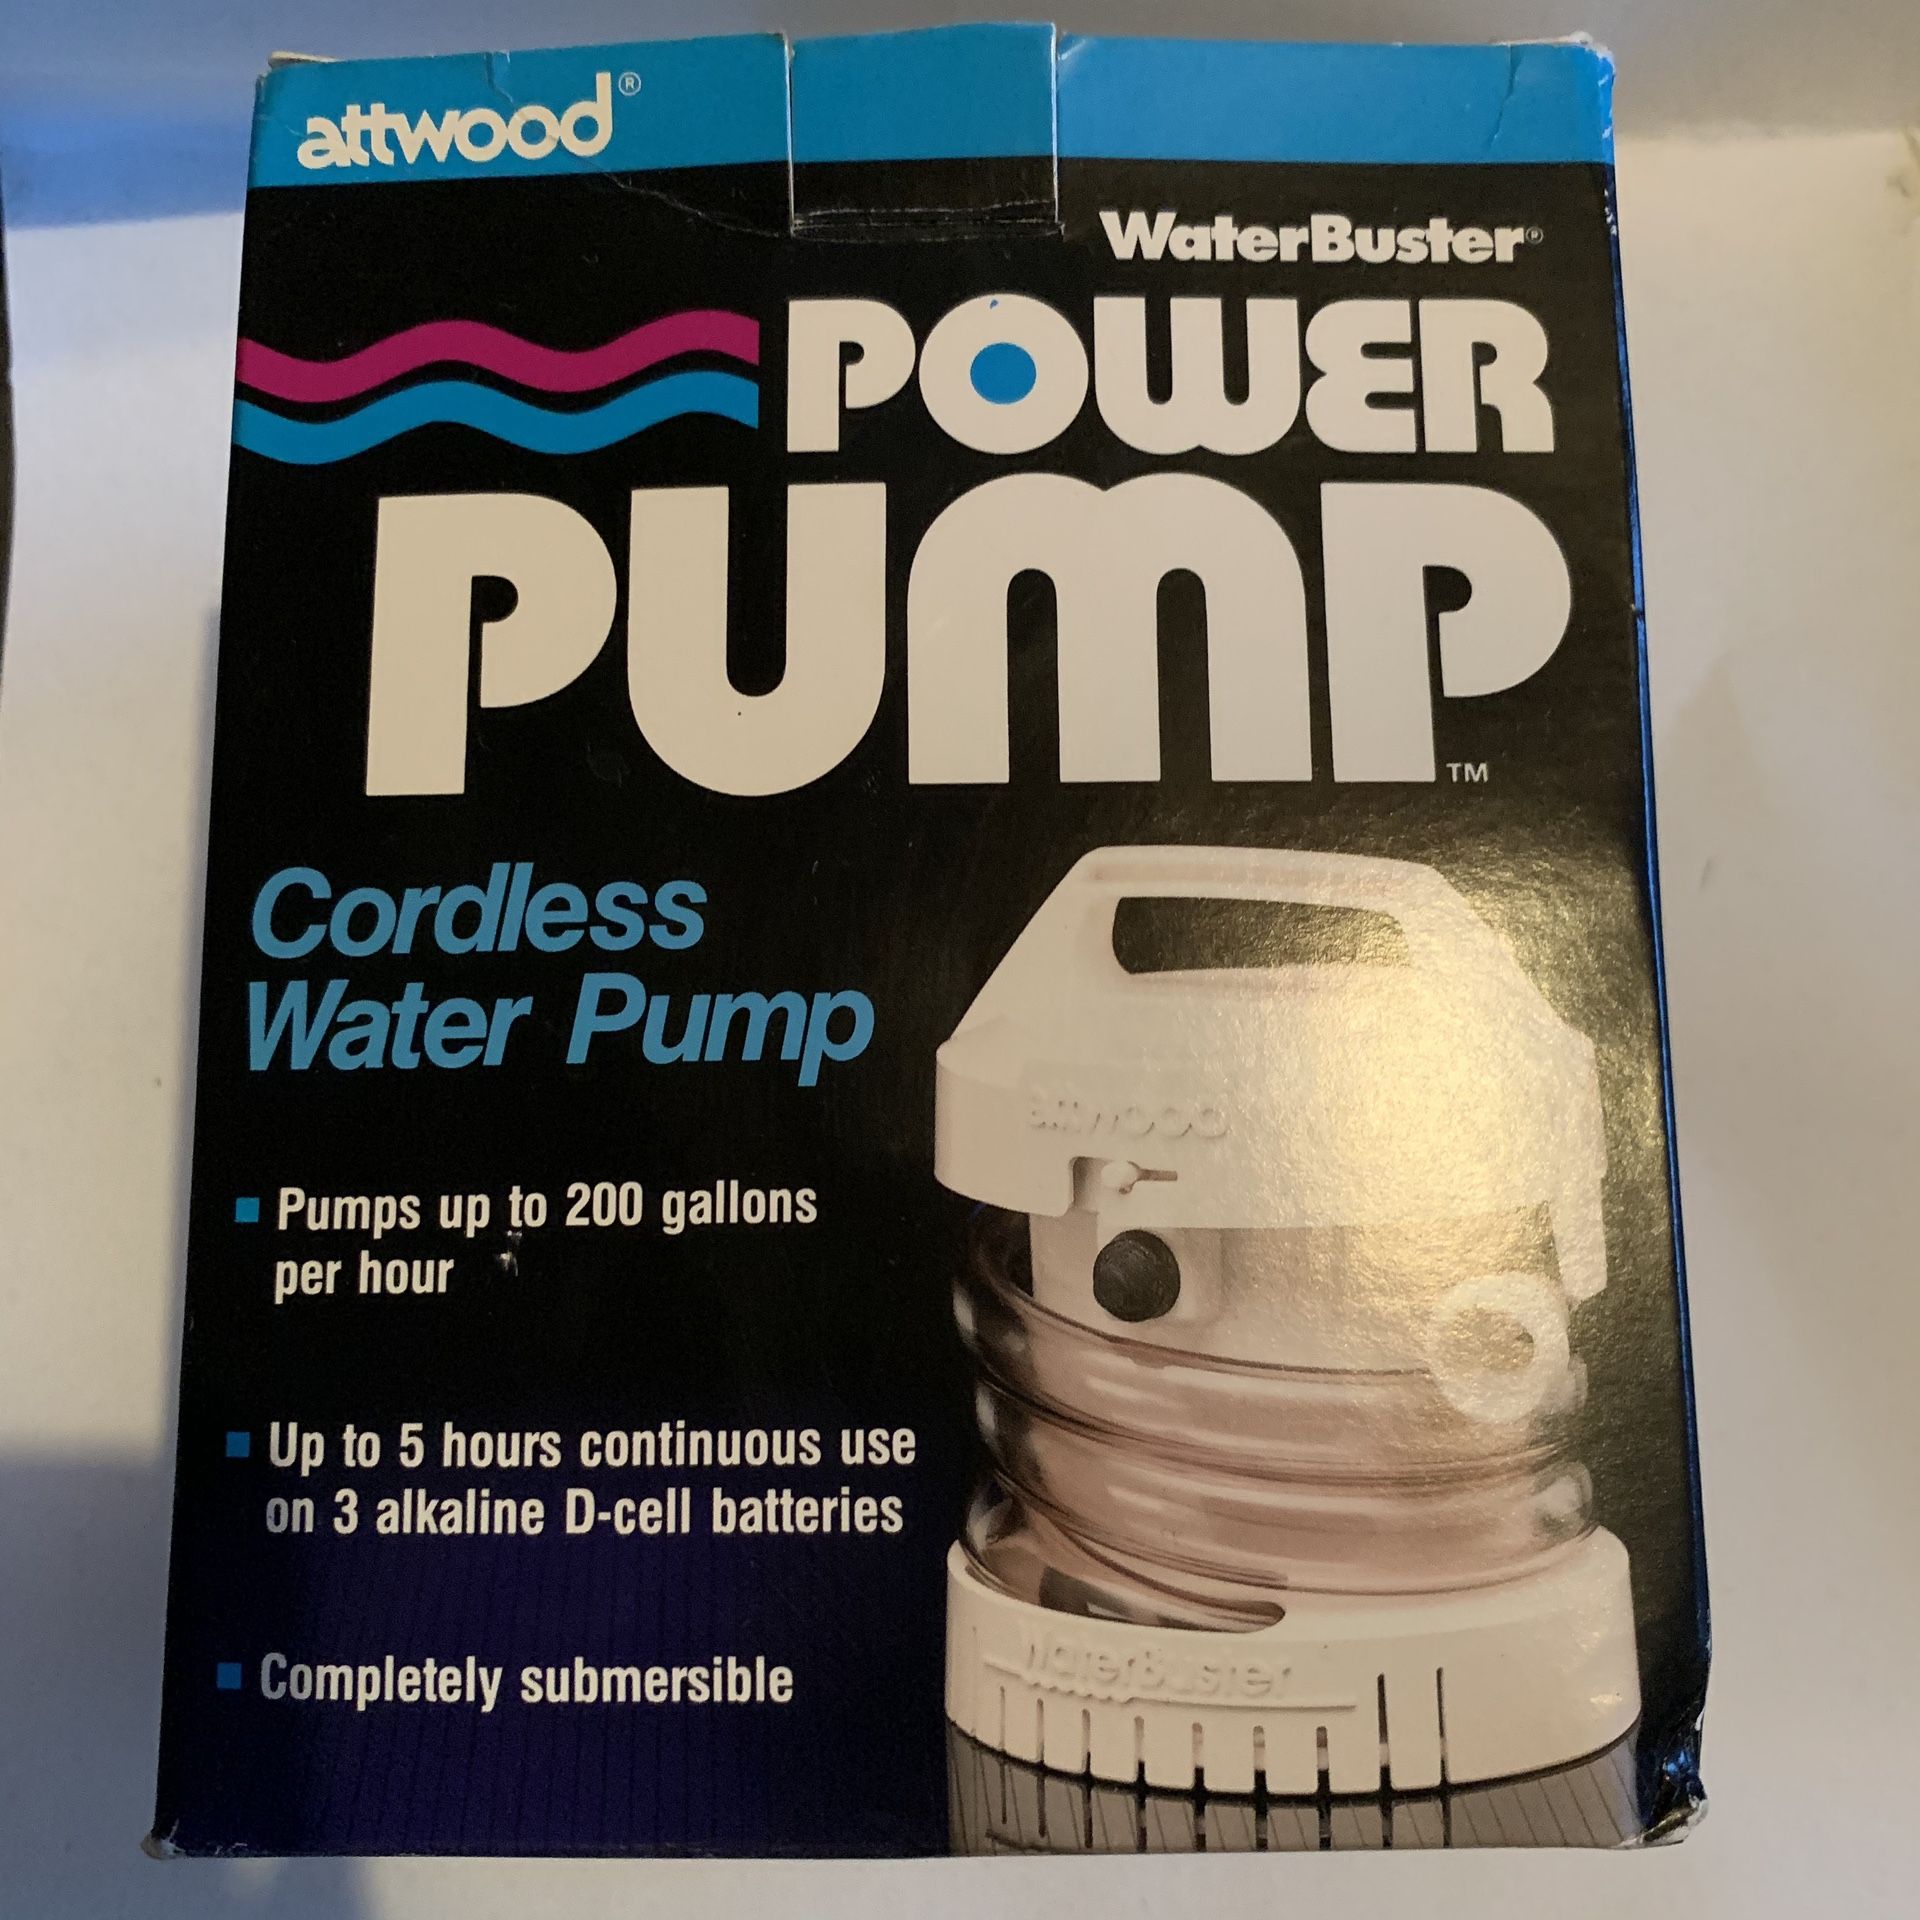 attwood®
WaterBuster®
POWER
PUMP™
Cordless
Water Pump
■ Pumps up to 200 gallons
per hour
■ Up to 5 hours continuous use
on 3 alkaline D-cell batteries
■ Completely submersible
attwood
WaterBuster